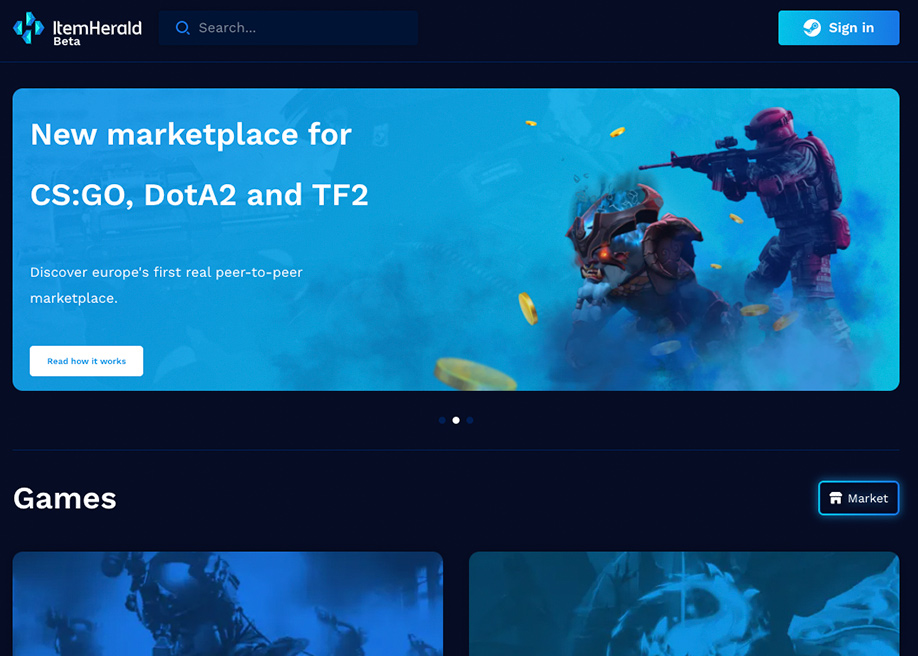 ItemHerald
Beta
Search...
Sign in
New marketplace for
CS:GO, DotA2 and TF2
Discover europe's first real peer-to-peer
marketplace.
Read how it works
Games
Market